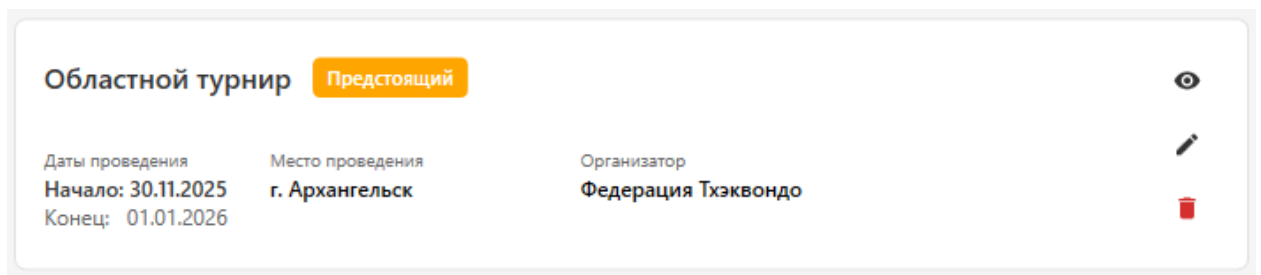 Областной турнир Предстоящий
Даты проведения Место проведения Организатор
Начало: 30.11.2025 г. Архангельск Федерация Тхэквондо
Конец: 01.01.2026